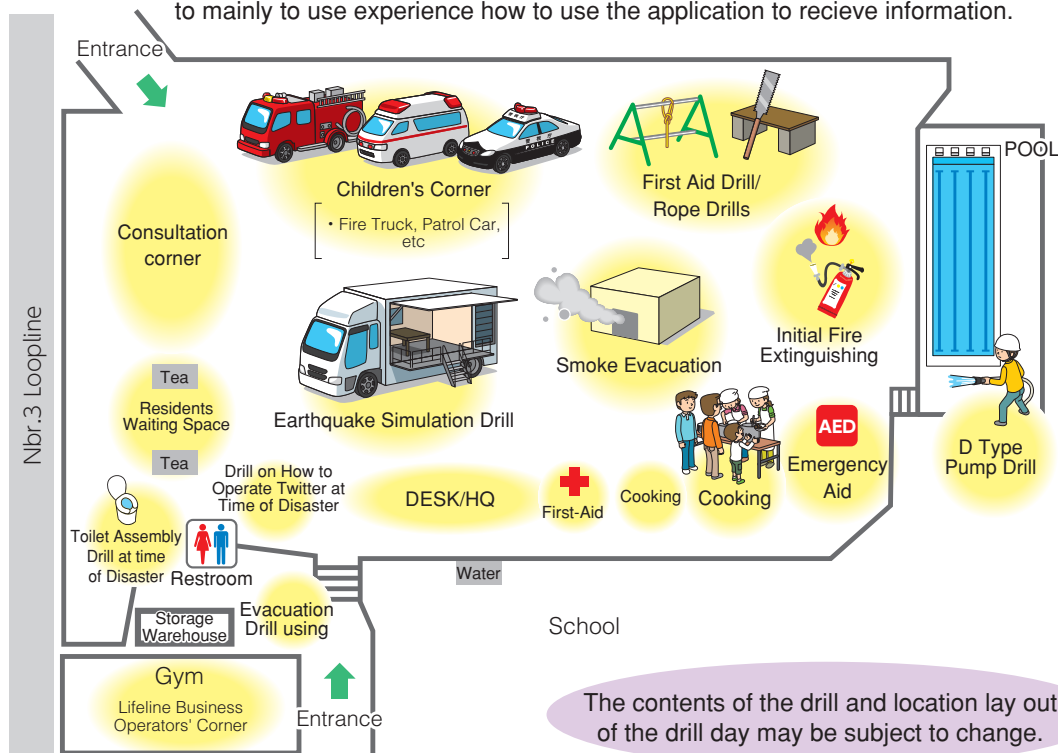 to mainly to use experience how to use the application to recieve information.
Entrance
POOL
Children's Corner
• Fire Truck, Patrol Car,
etc
First Aid Drill/
Rope Drills
Consultation
corner
Initial Fire
Extinguishing
Smoke Evacuation
Earthquake Simulation Drill
Nbr.3 Loopline
Tea
Residents
Waiting Space
Tea
AED
Emergency
Aid
D Type
Pump Drill
Drill on How to
Operate Twitter at
Time of Disaster
DESK/HQ
First-Aid
Cooking
Cooking
Toilet Assembly
Drill at time
of Disaster
Restroom
Water
Storage
Warehouse
Evacuation
Drill using
School
Gym
Lifeline Business
Operators' Corner
Entrance
The contents of the drill and location lay out
of the drill day may be subject to change.
POLICE